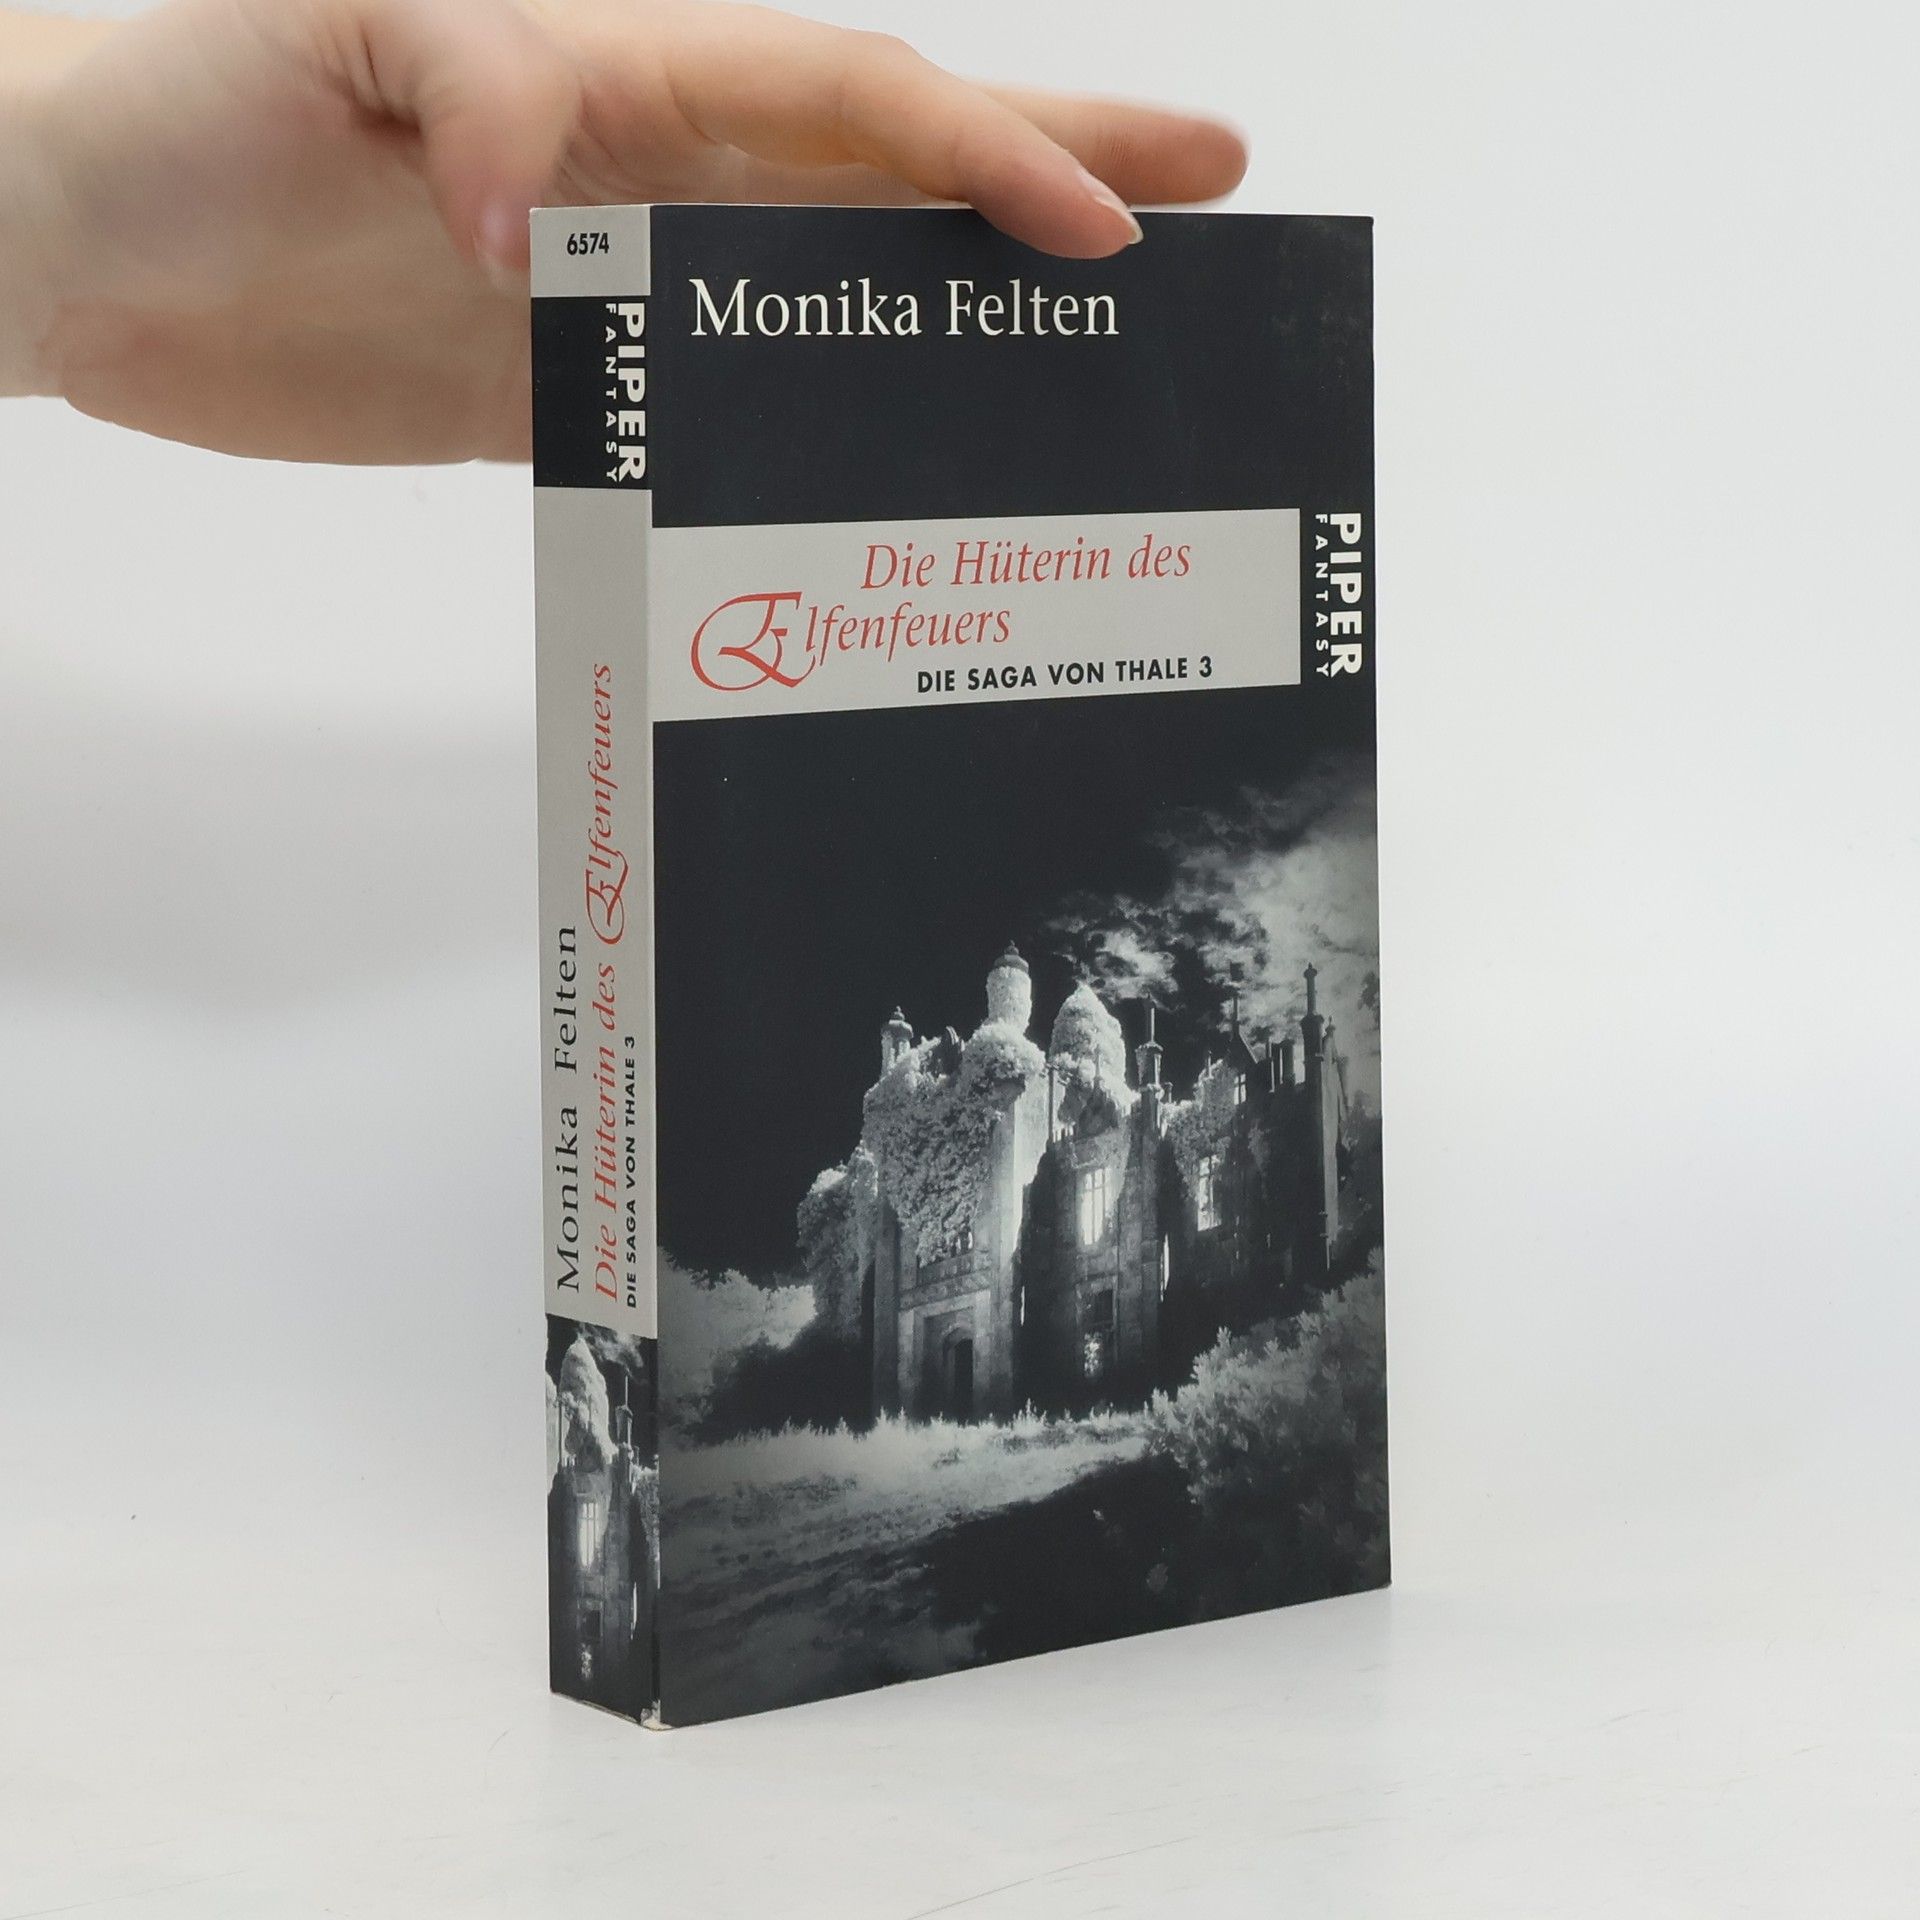 6574
PIPER
FANTASY
Monika Felten
Die Hüterin des Elfenfeuers
DIE SAGA VON THALE 3
Monika Felten
Die Hüterin des
Elfenfeuers
DIE SAGA VON THALE 3
PIPER
FANTASY